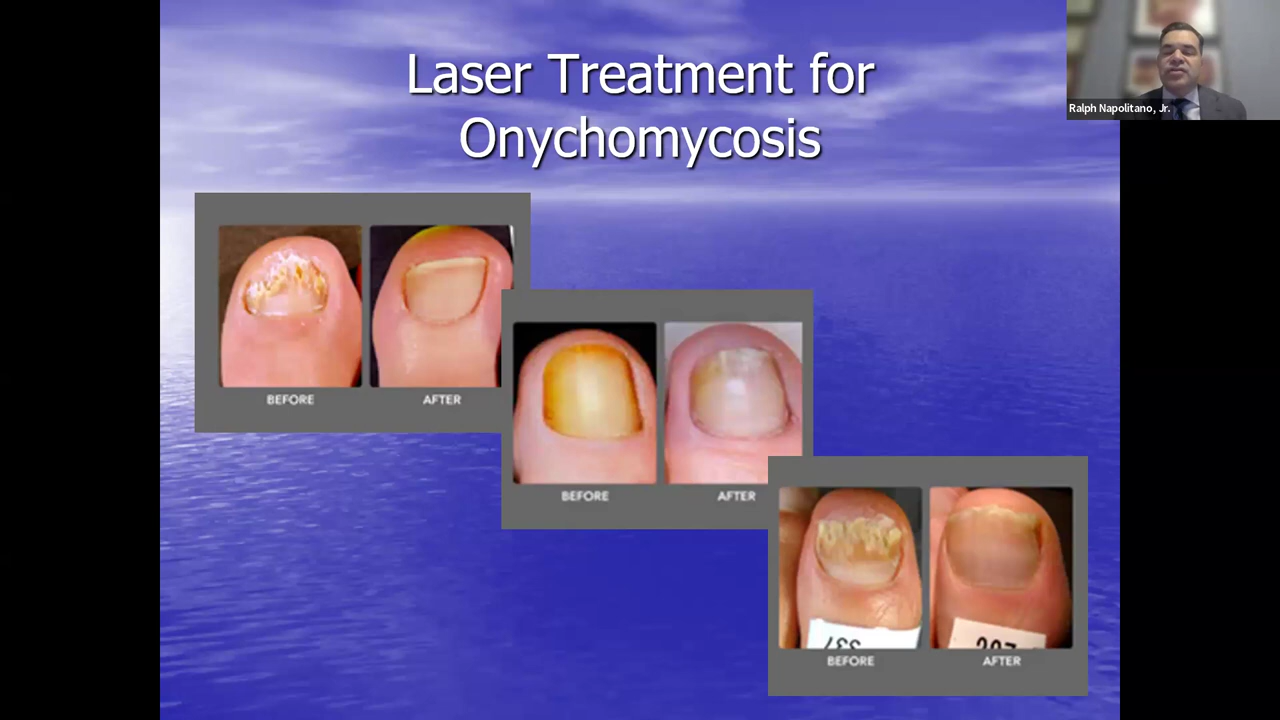 Laser Treatment for
Onychomycosis
Ralph Napolitano, Jr.
BEFORE
AFTER
BEFORE
AFTER
BEFORE
AFTER